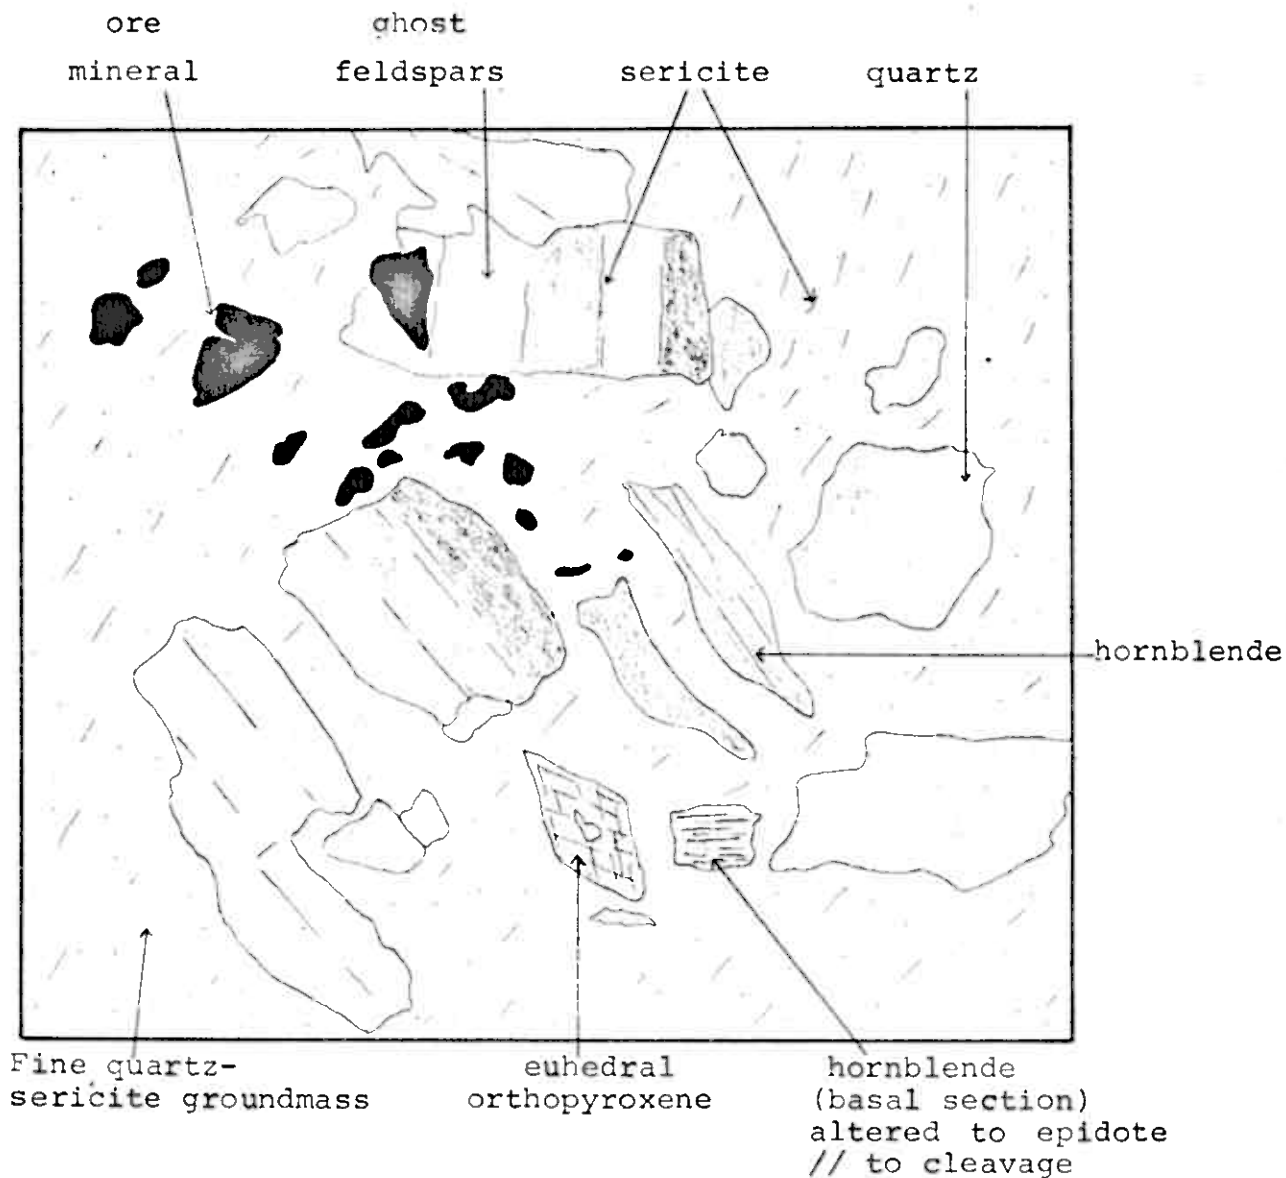 ore
mineral
ghost
feldspars
sericite
quartz
hornblende
Fine quartz-
sericite groundmass
euhedral
orthopyroxene
hornblende
(basal section)
altered to epidote
// to cleavage